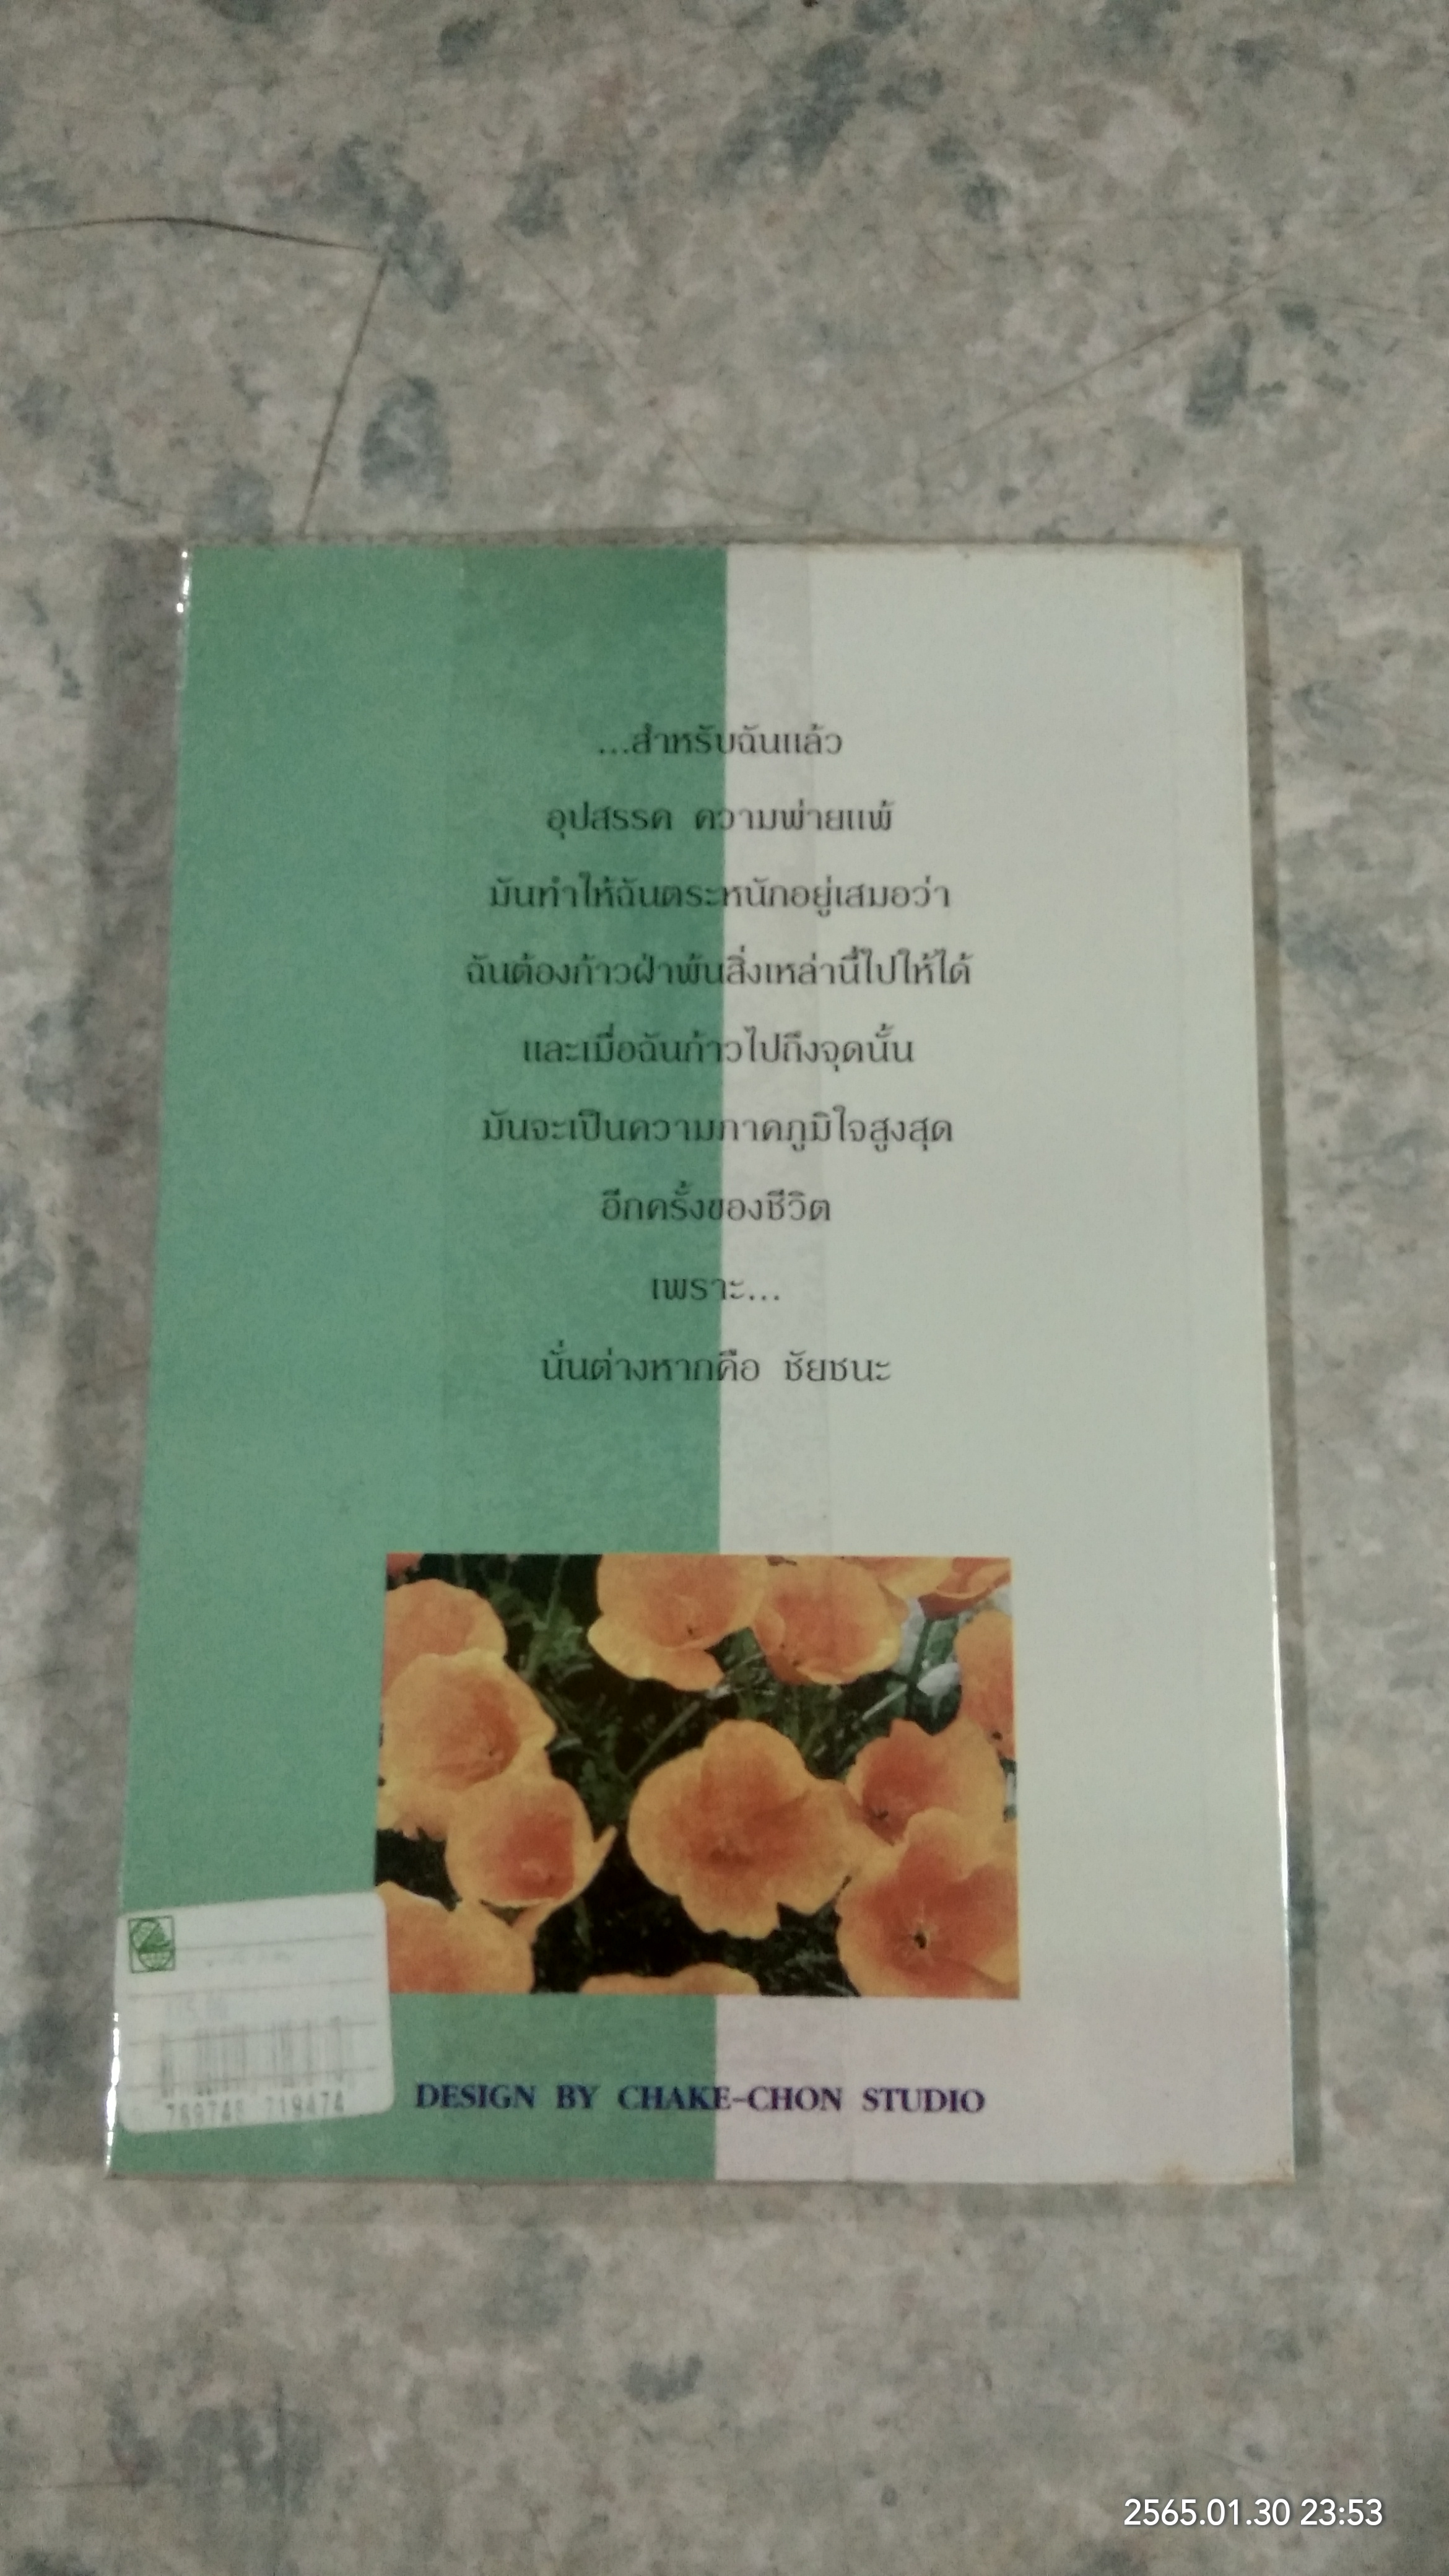 ...สำหรับฉันแล้ว
อุปสรรค ความพ่ายแพ้
มันทำให้ฉันตระหนักอยู่เสมอว่า
ฉันต้องก้าวฝ่าพ้นสิ่งเหล่านี้ไปให้ได้
และเมื่อฉันก้าวไปถึงจุดนั้น
มันจะเป็นความภาคภูมิใจสูงสุด
อีกครั้งของชีวิต
เพราะ...
นั่นต่างหากคือ ชัยชนะ
719474
DESIGN BY CHAKE-CHON STUDIO
2565.01.30 23:53